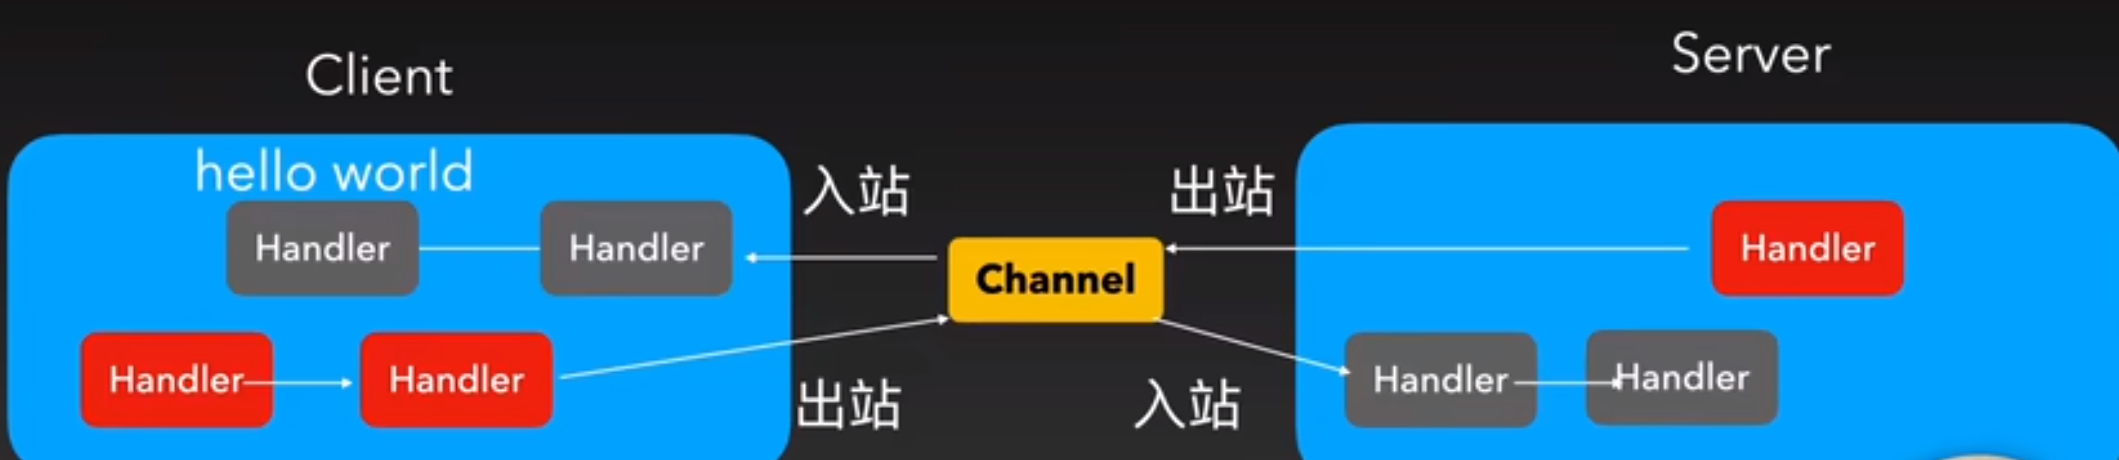 Client
Server
hello world
入站
出站
Handler
Handler
Channel
Handler
Handler
Handler
出站
入站
Handler
Handler